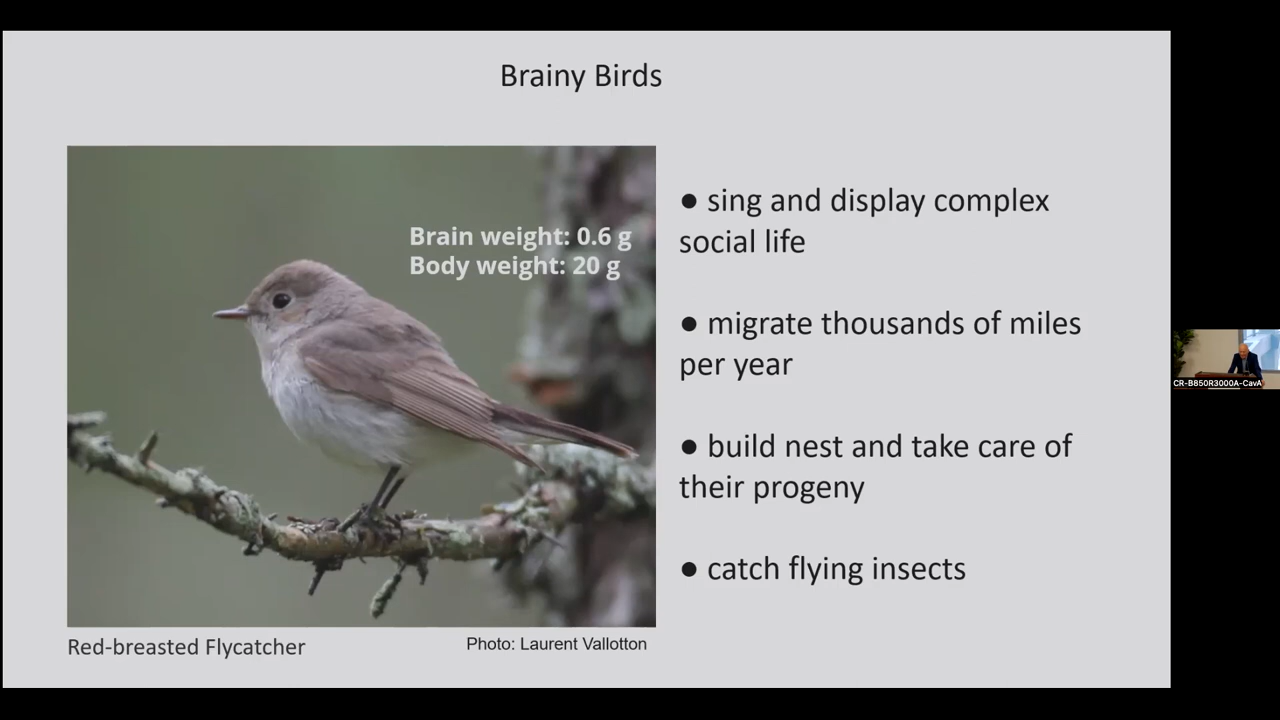 Brainy Birds
Brain weight: 0.6 g
Body weight: 20 g
● sing and display complex
social life
● migrate thousands of miles
per year
● build nest and take care of
their progeny
● catch flying insects
Red-breasted Flycatcher
Photo: Laurent Vallotton
CR-B850R3000A-CavA